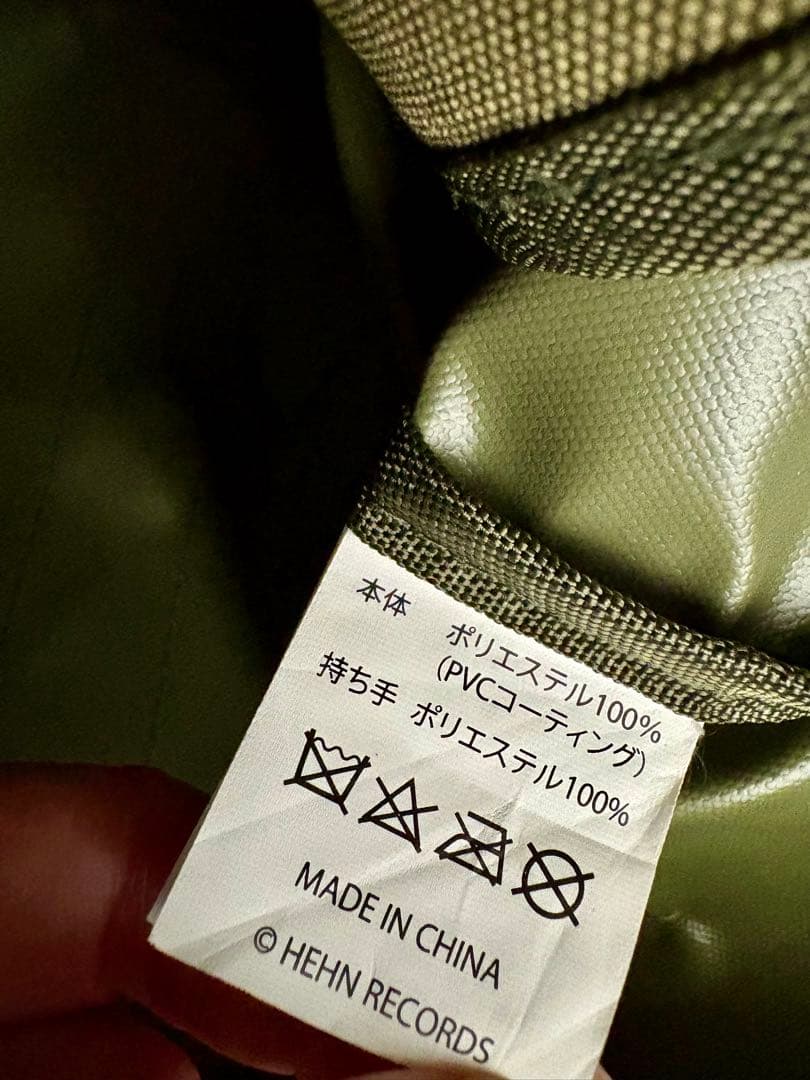 本体 ポリエステル100%
(PVCコーティング)
持ち手 ポリエステル100%
MADE IN CHINA
© HEHN RECORDS